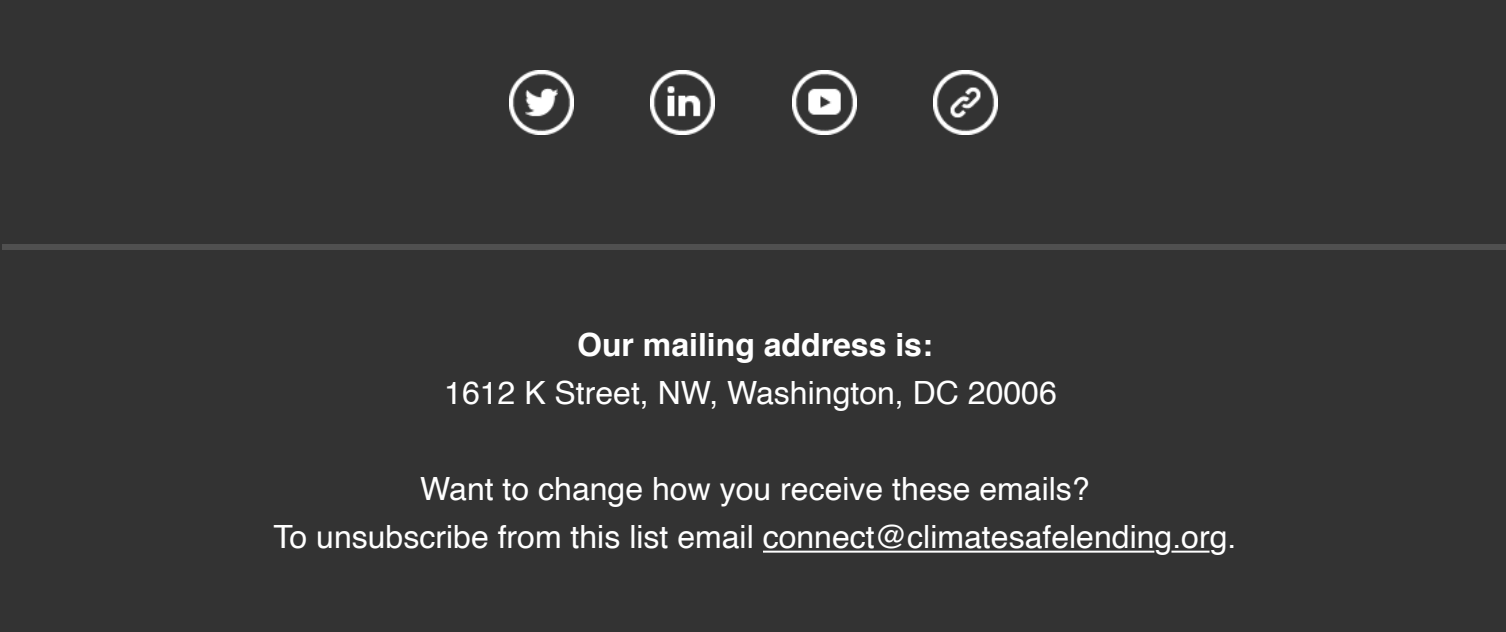 in
Our mailing address is:
1612 K Street, NW, Washington, DC 20006
Want to change how you receive these emails?
To unsubscribe from this list email connect@climatesafelending.org.